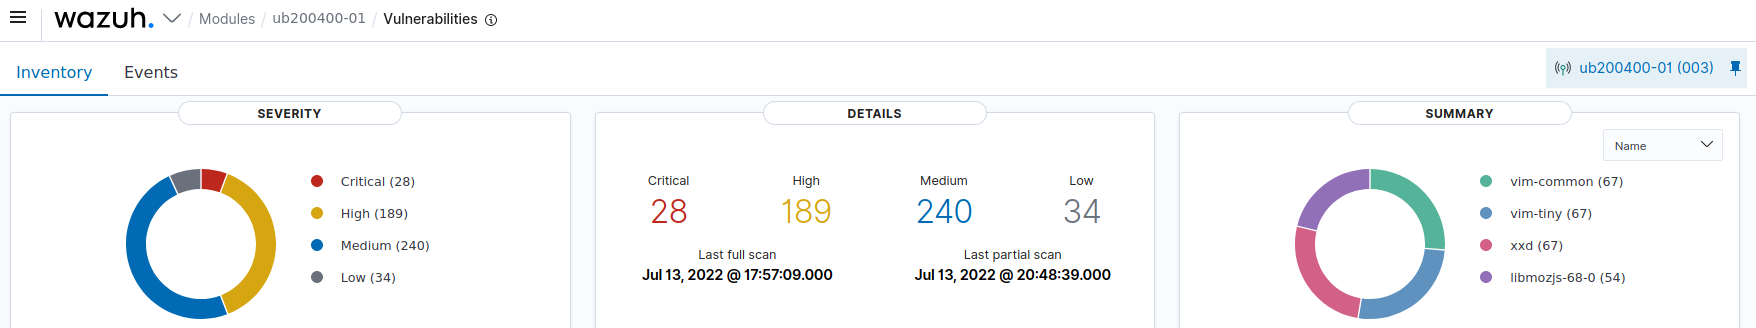 wazuh. / Modules / ub200400-01 / Vulnerabilities
Inventory Events
ub200400-01 (003)
SEVERITY
Critical (28)
High (189)
Medium (240)
Low (34)
DETAILS
Critical High Medium Low
28 189 240 34
Last full scan Last partial scan
Jul 13, 2022 @ 17:57:09.000 Jul 13, 2022 @ 20:48:39.000
SUMMARY
Name
vim-common (67)
vim-tiny (67)
xxd (67)
libmozjs-68-0 (54)